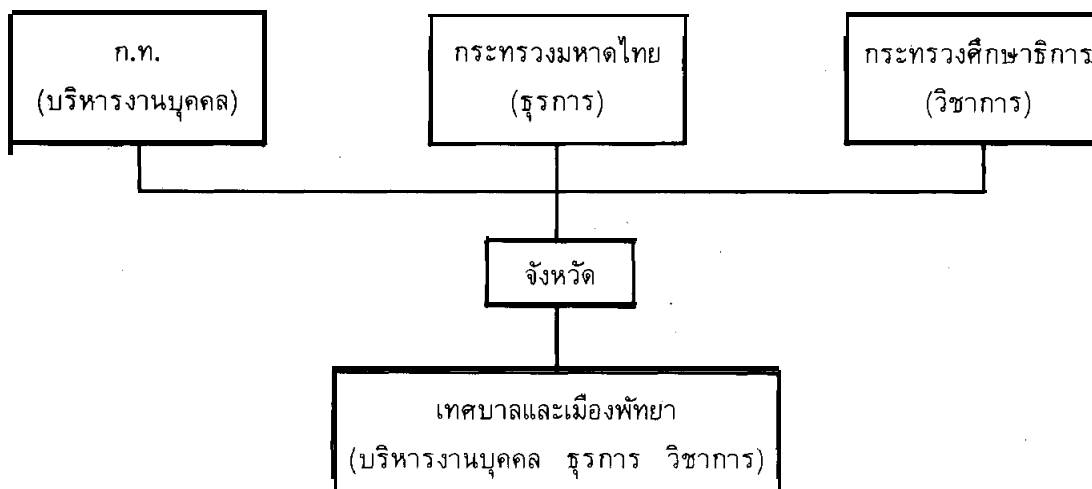 ก.ท.
(บริหารงานบุคคล)
กระทรวงมหาดไทย
(ธุรการ)
กระทรวงศึกษาธิการ
(วิชาการ)
จังหวัด
เทศบาลและเมืองพัทยา
(บริหารงานบุคคล ธุรการ วิชาการ)